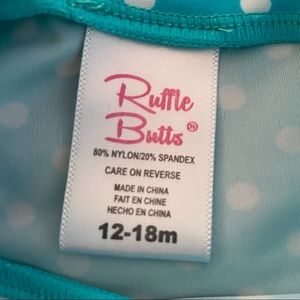 Ruffle
Butts®
80% NYLON/20% SPANDEX
CARE ON REVERSE
MADE IN CHINA
FAIT EN CHINE
HECHO EN CHINA
12-18m